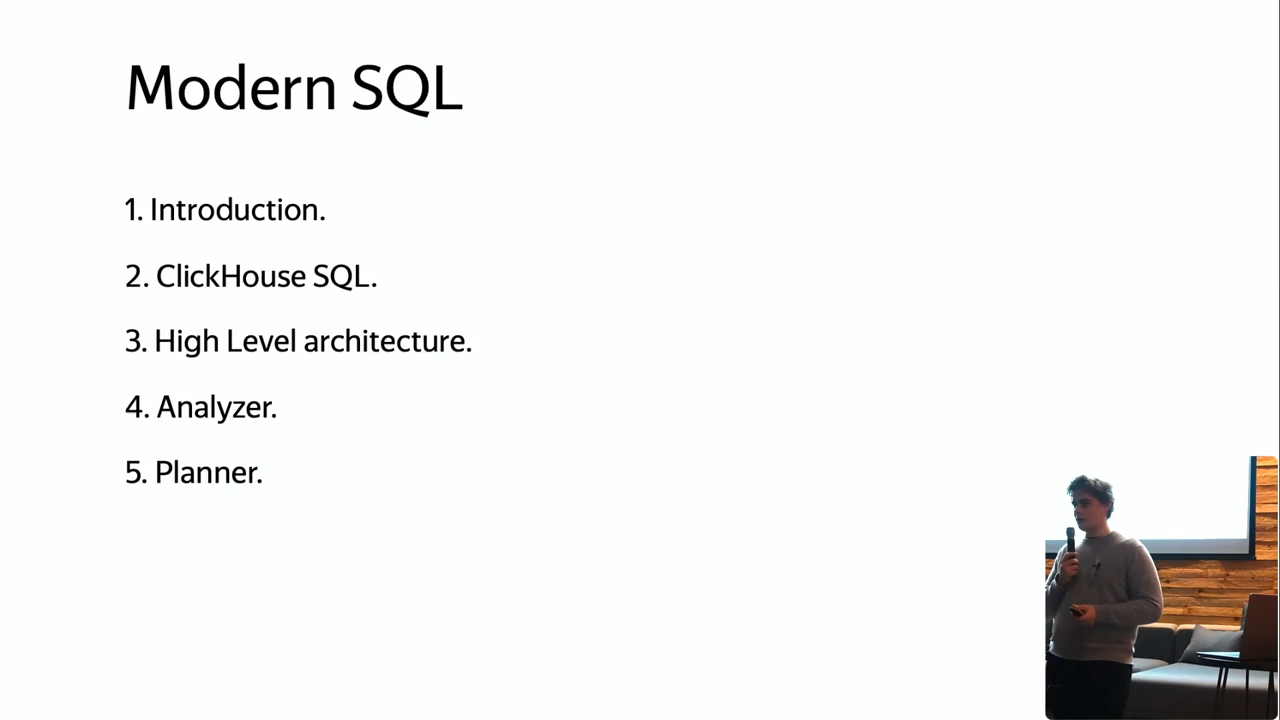 Modern SQL
1. Introduction.
2. ClickHouse SQL.
3. High Level architecture.
4. Analyzer.
5. Planner.